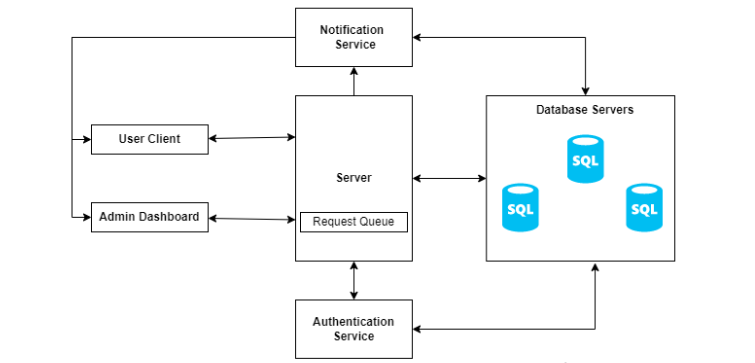 Notification
Service
User Client
Admin Dashboard
Server
Request Queue
Database Servers
SQL
SQL
SQL
Authentication
Service